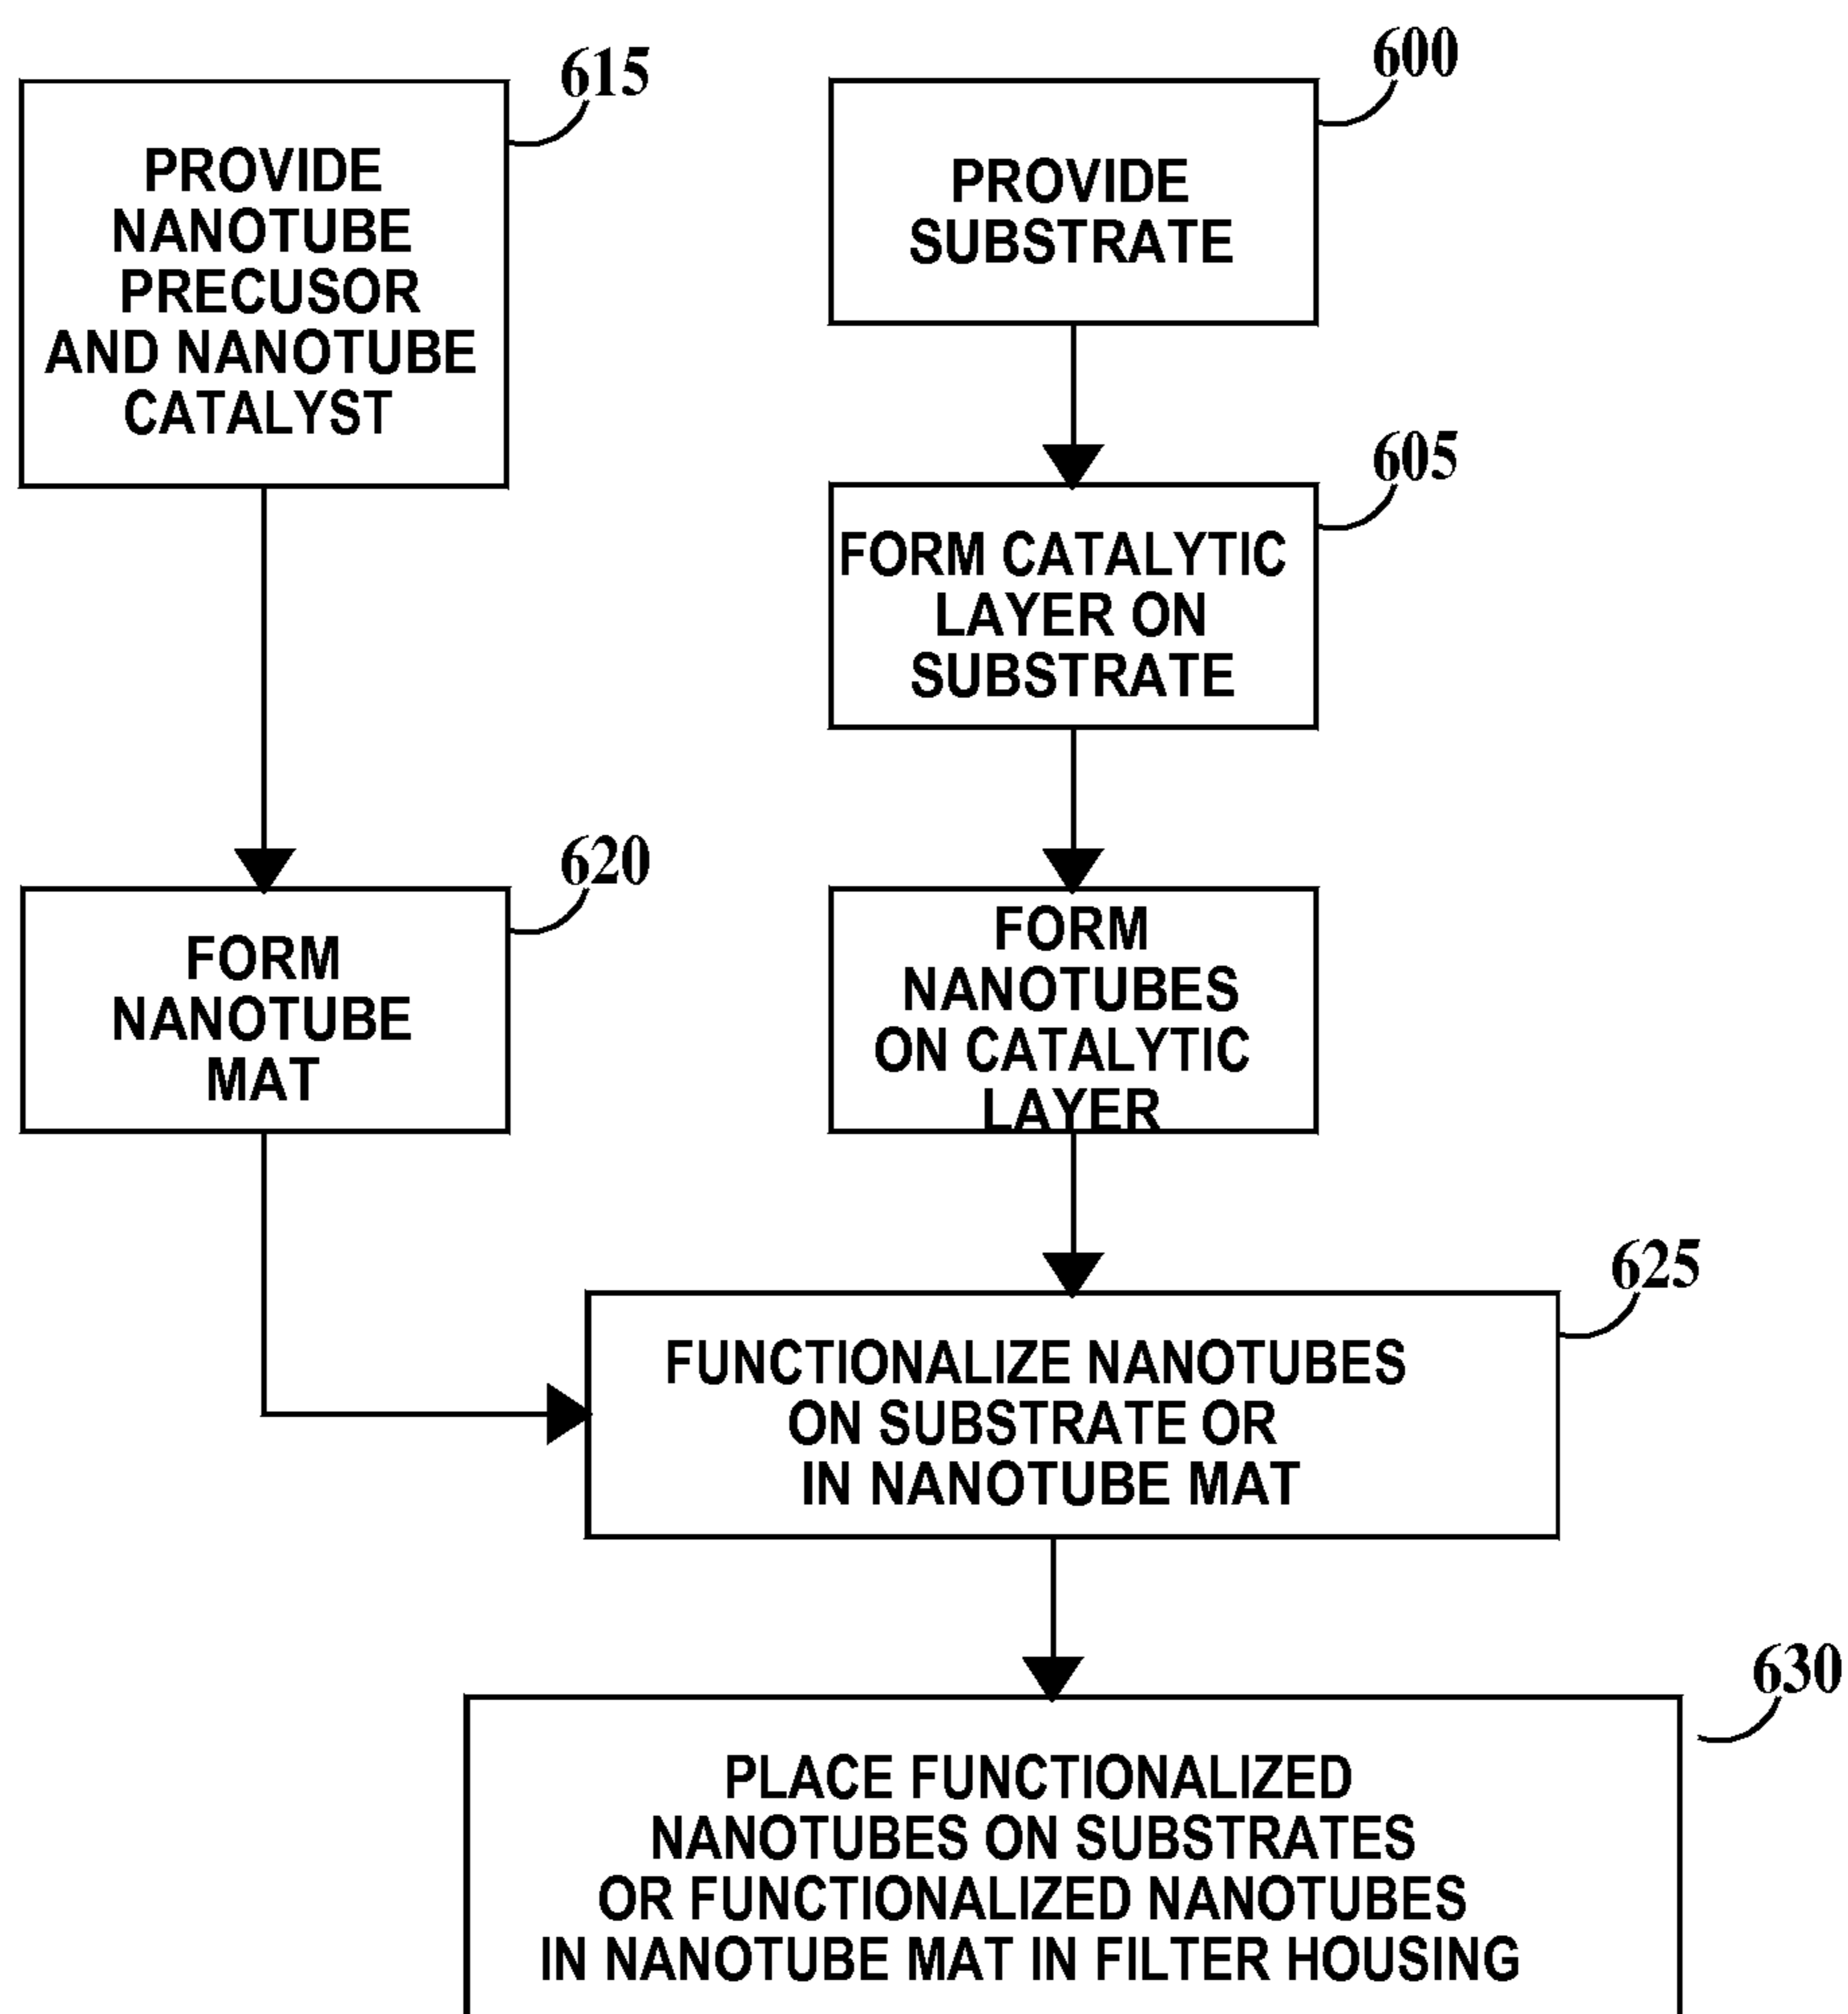 615
PROVIDE
NANOTUBE
PRECUSOR
AND NANOTUBE
CATALYST
600
PROVIDE
SUBSTRATE
605
FORM CATALYTIC
LAYER ON
SUBSTRATE
620
FORM
NANOTUBE
MAT
FORM
NANOTUBES
ON CATALYTIC
LAYER
625
FUNCTIONALIZE NANOTUBES
ON SUBSTRATE OR
IN NANOTUBE MAT
630
PLACE FUNCTIONALIZED
NANOTUBES ON SUBSTRATES
OR FUNCTIONALIZED NANOTUBES
IN NANOTUBE MAT IN FILTER HOUSING